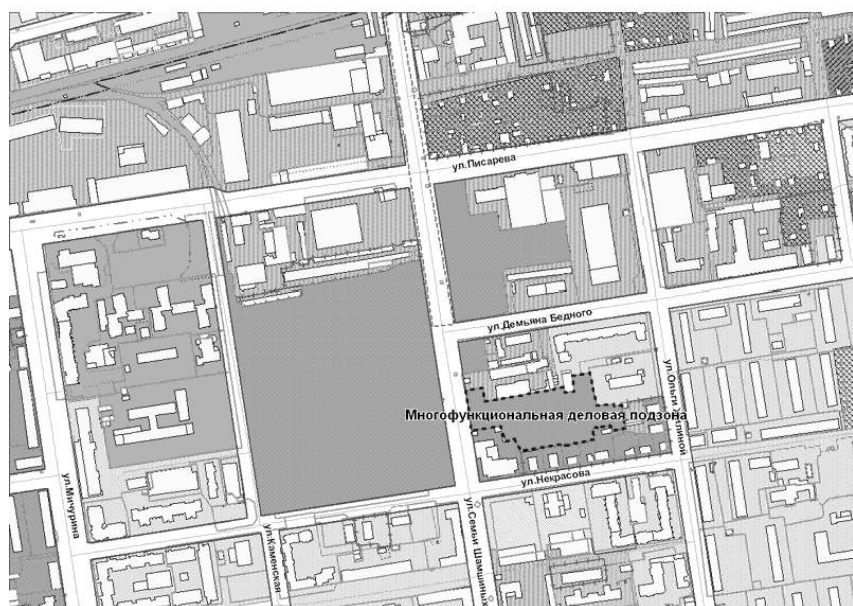 ул.Писарева
ул.Демьяна Бедного
ул.Ольги Жилиной
Многофункциональная деловая подзона
ул.Некрасова
ул.Мичурина
ул.Каменская
ул.Семьи Шамшиных